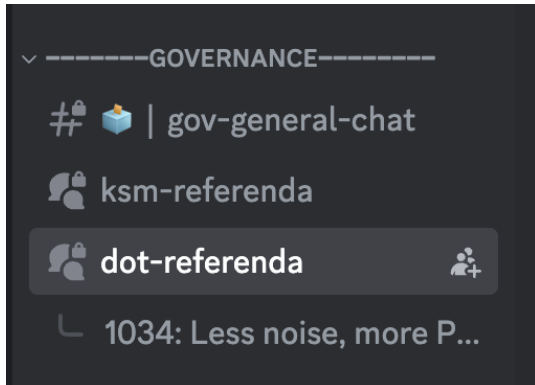 -------GOVERNANCE--------
| gov-general-chat
ksm-referenda
dot-referenda
1034: Less noise, more P...